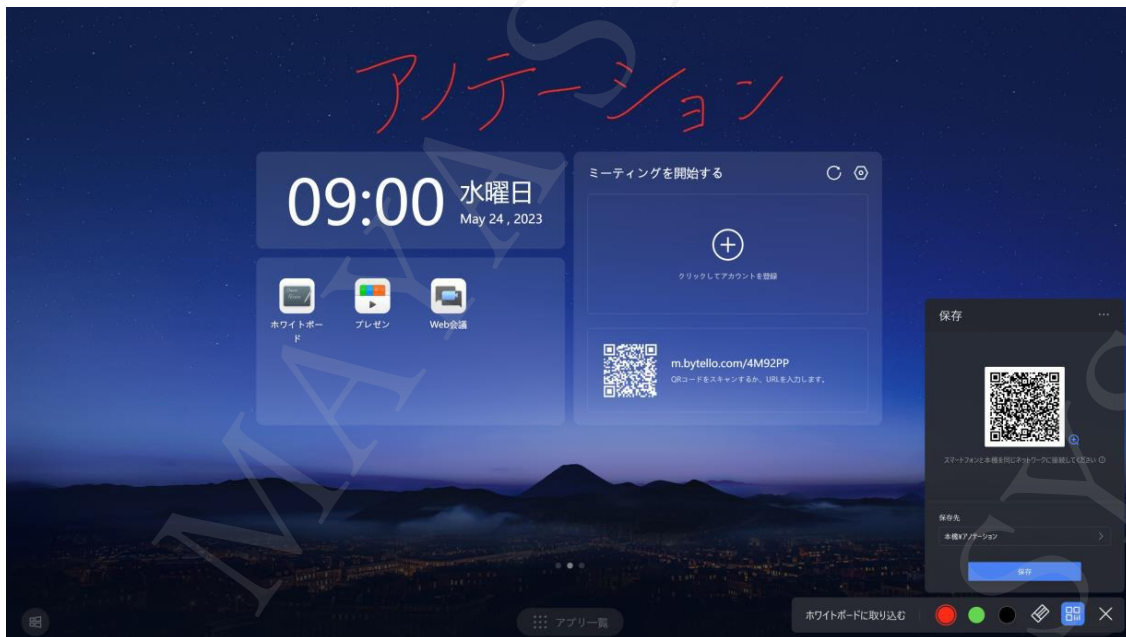 アノテーション
09:00
水曜日
May 24 , 2023
ミーティングを開始する
クリックしてアカウントを登録
ホワイトボー
ド
プレゼン
Web会議
m.bytello.com/4M92PP
QRコードをスキャンするか、URLを入力します。
保存
スマートフォンと本機を同じネットワークに接続してください
保存先
本機¥アノテーション
保存
アプリ一覧
ホワイトボードに取り込む
MAYA SYS